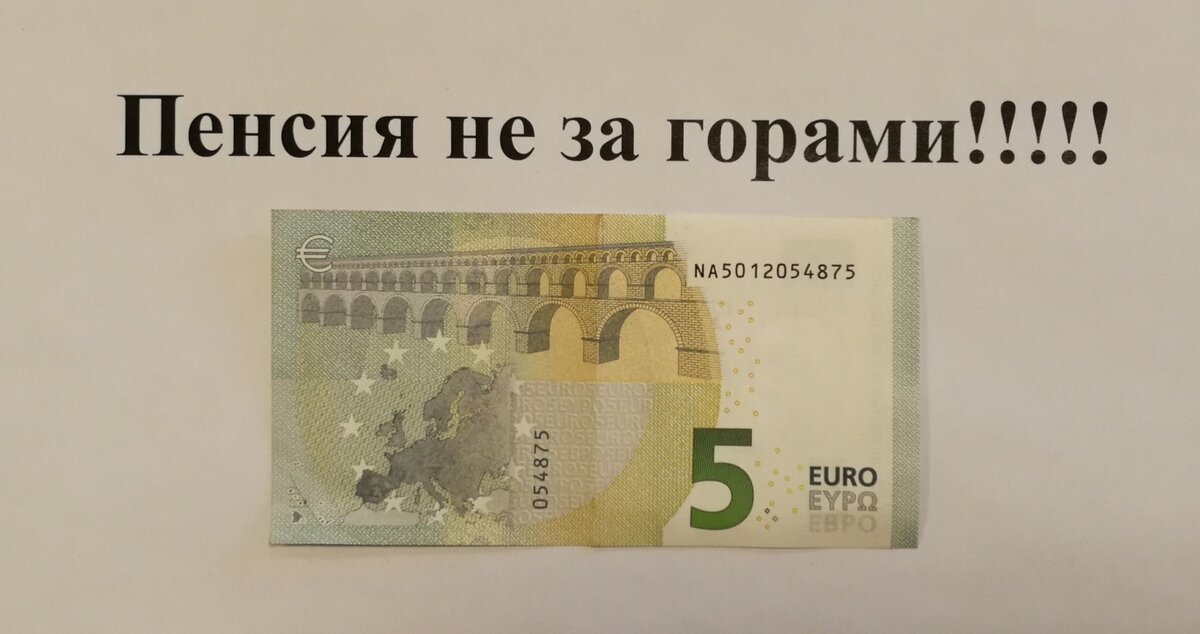 Пенсия не за горами!!!!!
€
NA5012054875
054875
5
EURO
ΕΥΡΩ
ЕВРО